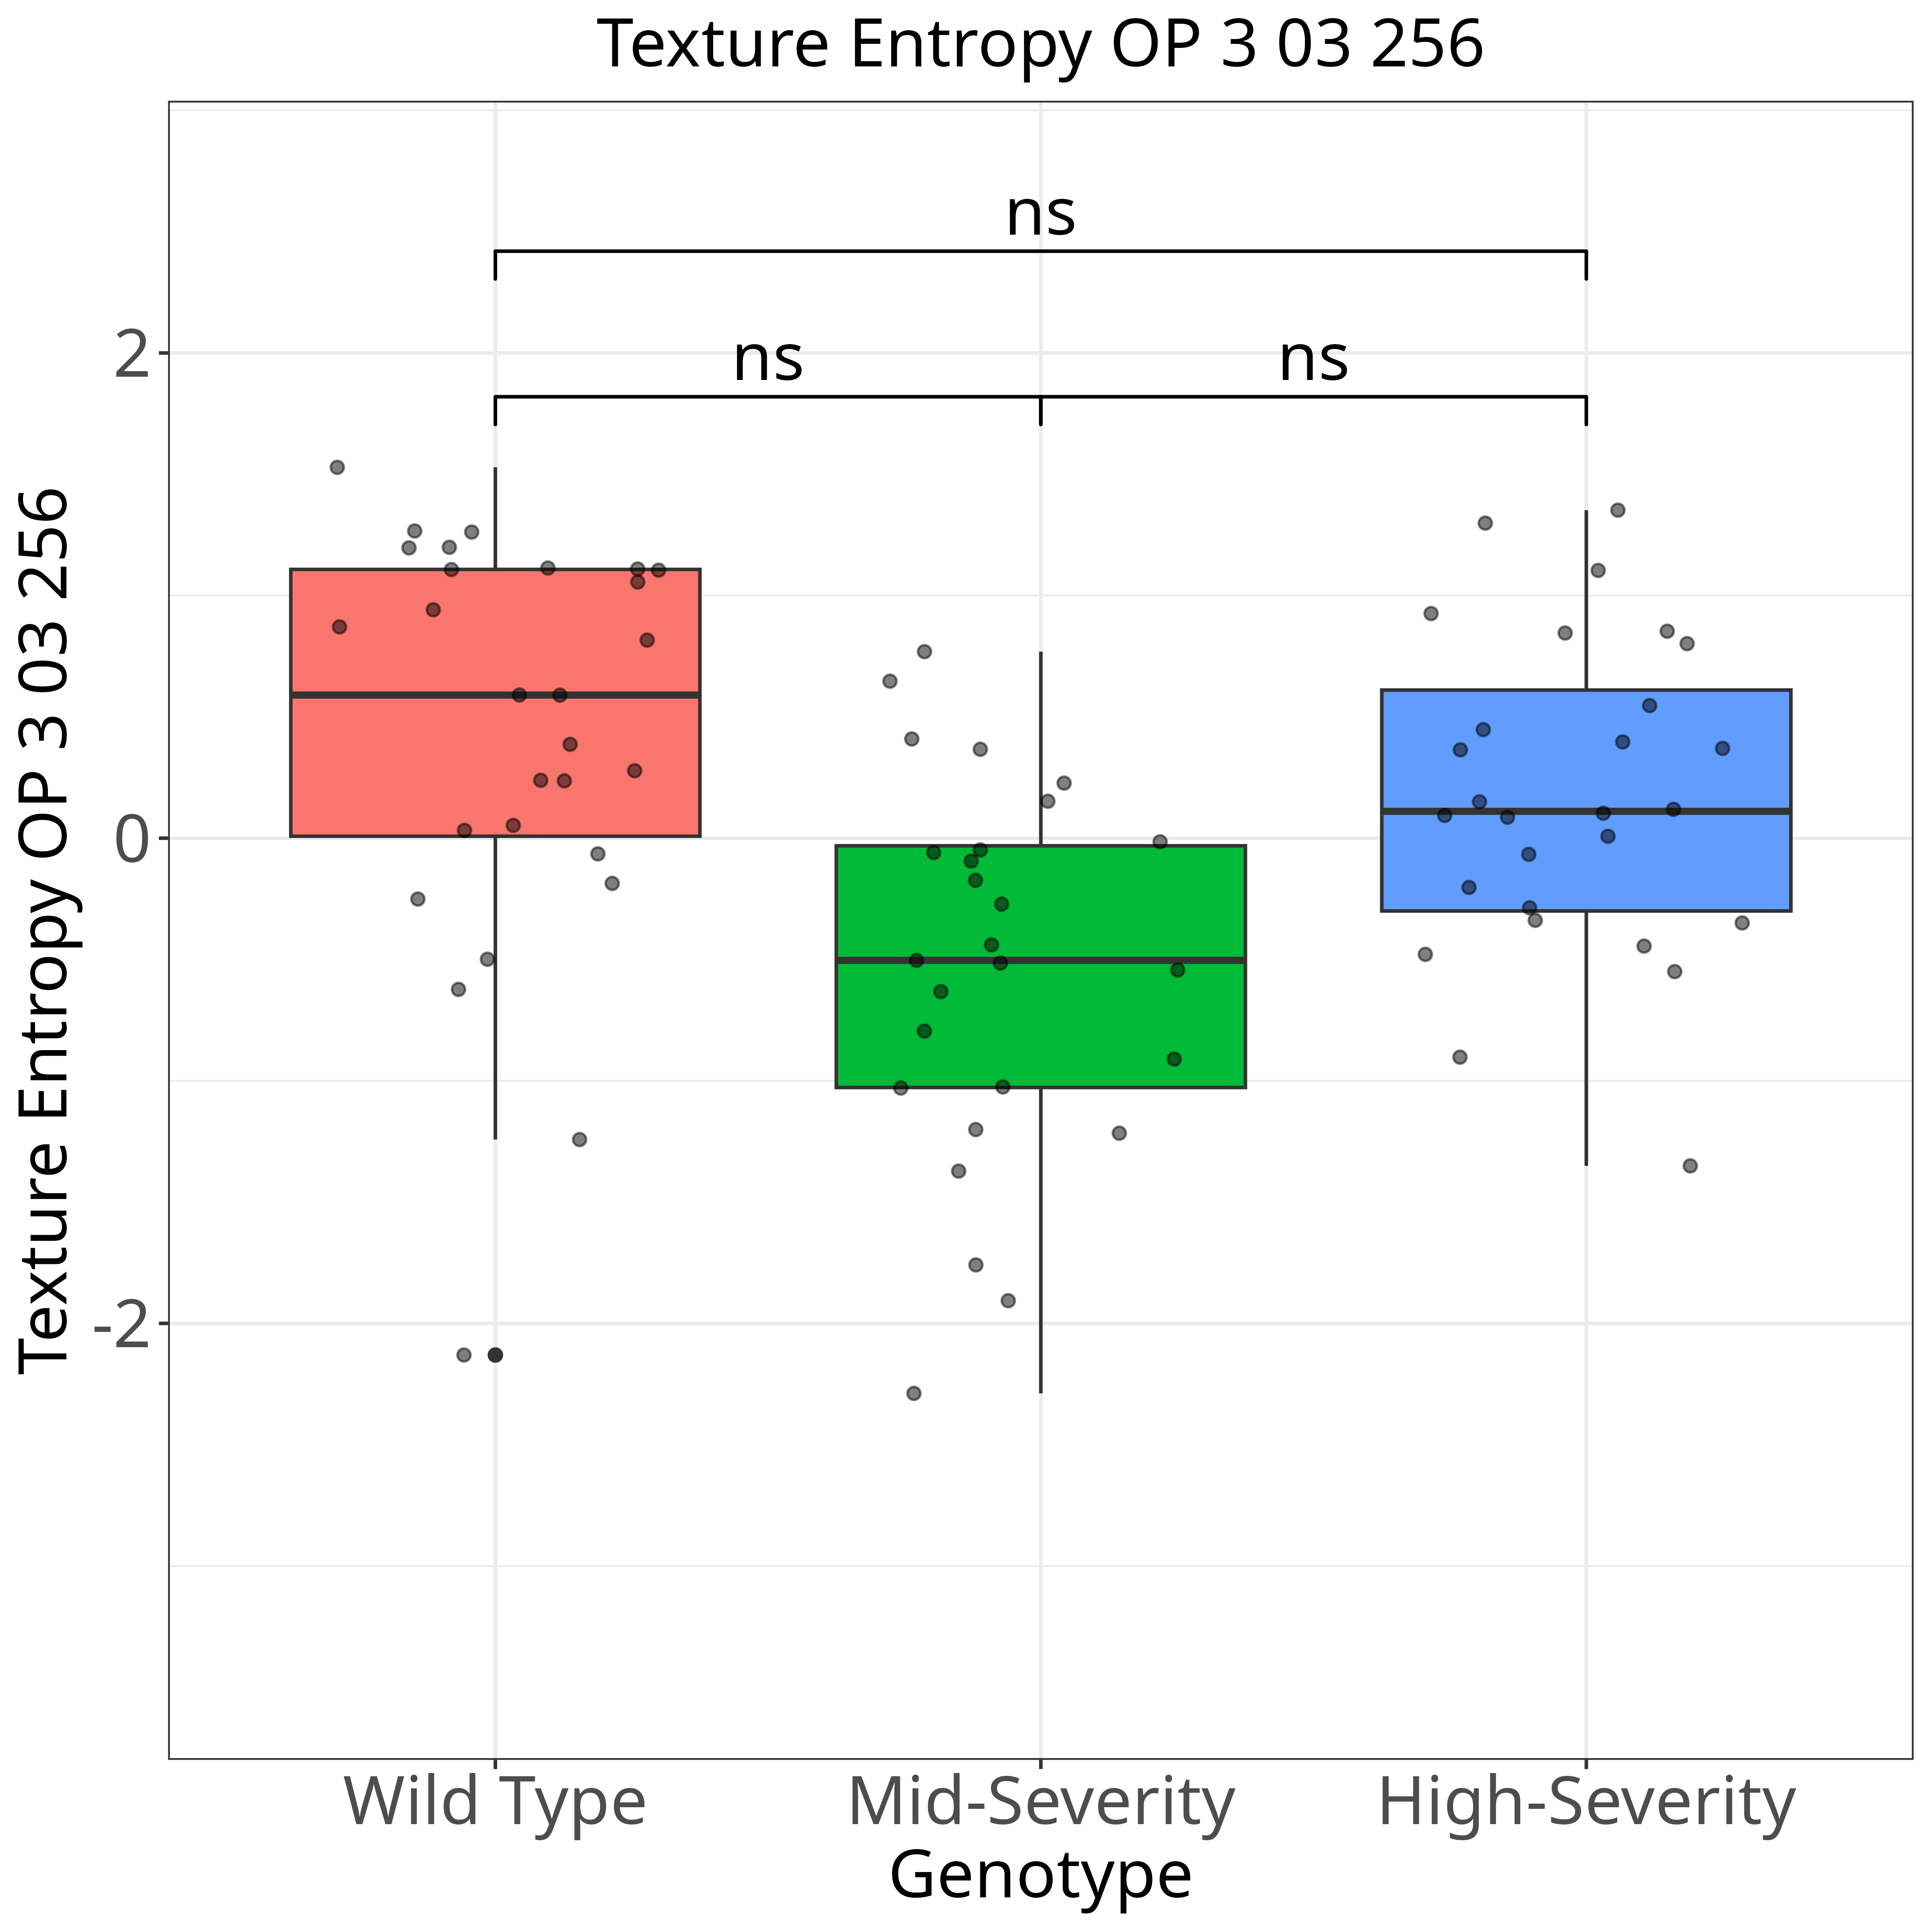 Texture Entropy OP 3 03 256
ns
ns ns
2
0
-2
Texture Entropy OP 3 03 256
Wild Type Mid-Severity High-Severity
Genotype